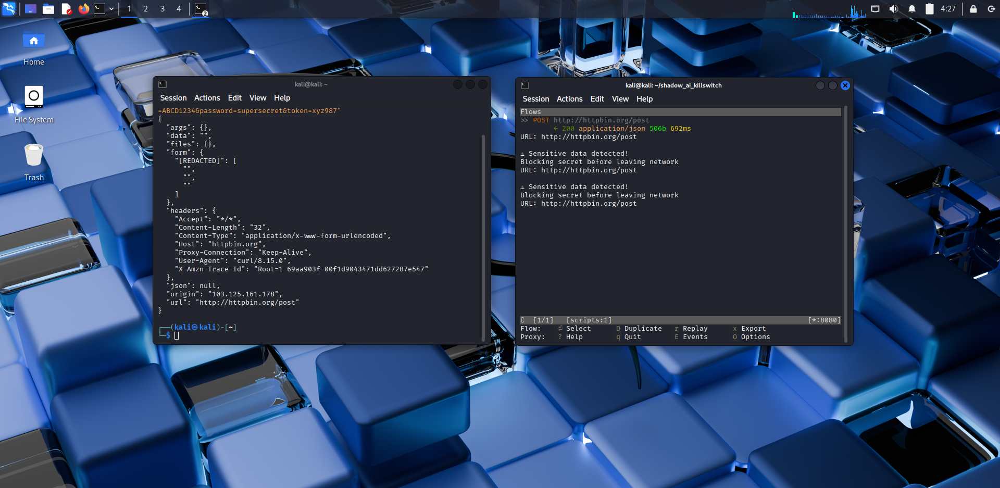 1 2 3 4
2
4:27
Home
File System
Trash
kali@kali: ~
Session Actions Edit View Help
=ABCD1234&password=supersecret&token=xyz987"
{
"args": {},
"data": "",
"files": {},
"form": {
"[REDACTED]": [
"",
"",
""
]
},
"headers": {
"Accept": "*/*",
"Content-Length": "32",
"Content-Type": "application/x-www-form-urlencoded",
"Host": "httpbin.org",
"Proxy-Connection": "Keep-Alive",
"User-Agent": "curl/8.15.0",
"X-Amzn-Trace-Id": "Root=1-69aa903f-00f1d9043471dd627287e547"
},
"json": null,
"origin": "103.125.161.178",
"url": "http://httpbin.org/post"
}
┌──(kali㉿kali)-[~]
└─$
kali@kali: ~/shadow_ai_killswitch
Session Actions Edit View Help
Flows
>> POST http://httpbin.org/post
← 200 application/json 506b 692ms
URL: http://httpbin.org/post
⚠ Sensitive data detected!
Blocking secret before leaving network
URL: http://httpbin.org/post
⚠ Sensitive data detected!
Blocking secret before leaving network
URL: http://httpbin.org/post
⇩ [1/1] [scripts:1] [*:8080]
Flow: ⏎ Select D Duplicate r Replay x Export
Proxy: ? Help q Quit E Events O Options